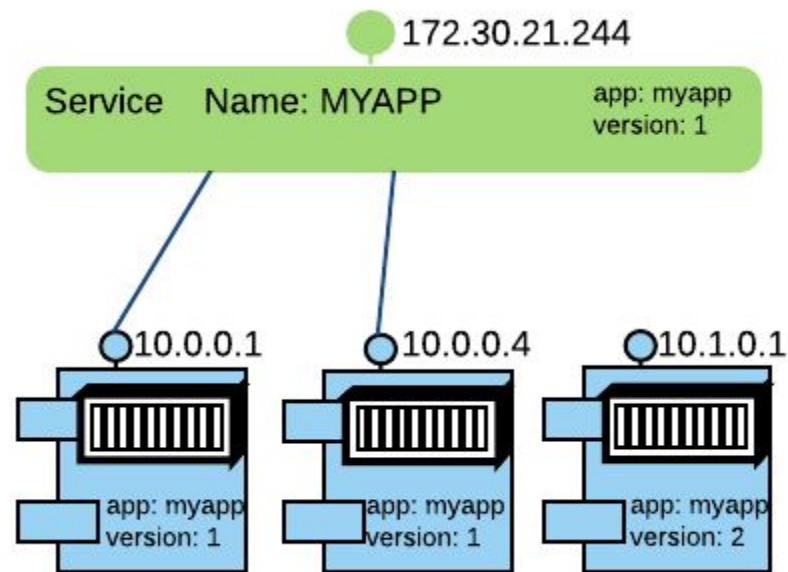 172.30.21.244
Service Name: MYAPP
app: myapp
version: 1
10.0.0.1
10.0.0.4
10.1.0.1
app: myapp
version: 1
app: myapp
version: 1
app: myapp
version: 2